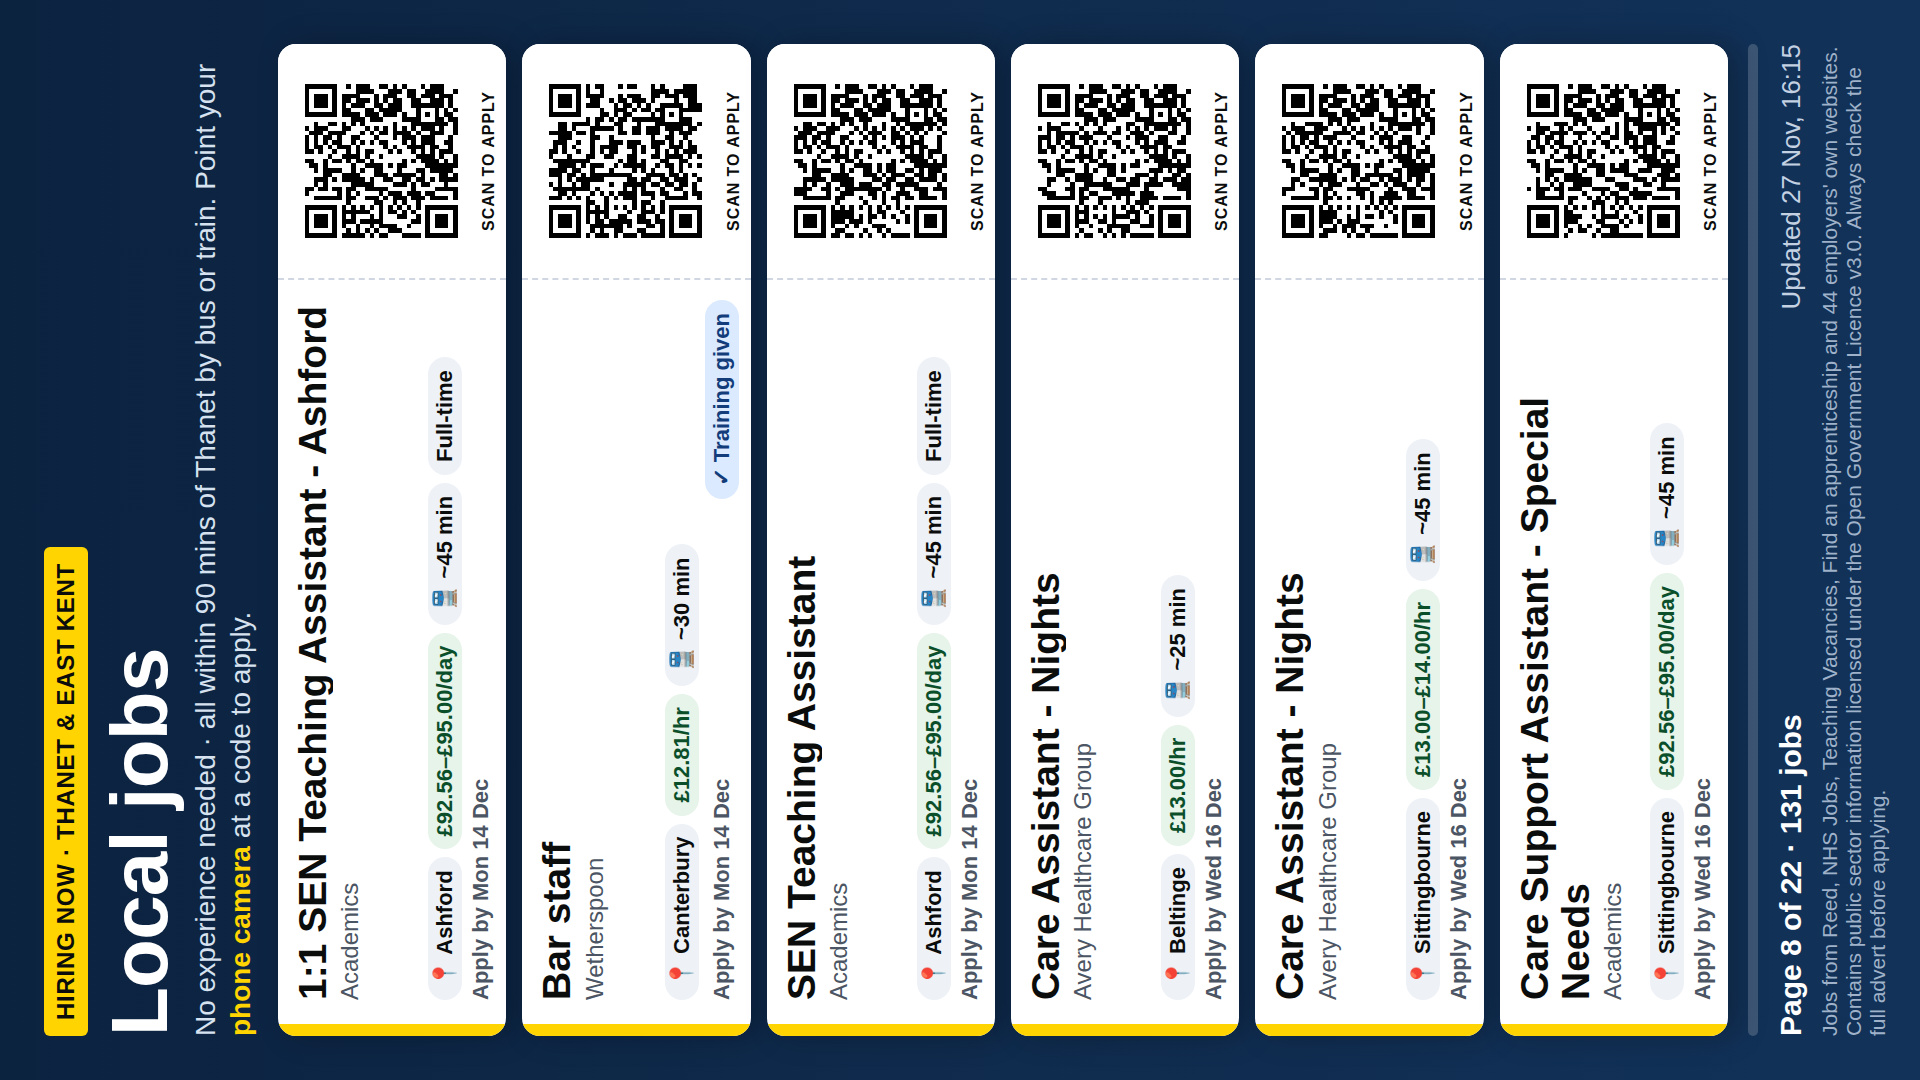 HIRING NOW · THANET & EAST KENT
Local jobs
No experience needed · all within 90 mins of Thanet by bus or train. Point your
phone camera at a code to apply.
1:1 SEN Teaching Assistant - Ashford
Academics
📍 Ashford £92.56–£95.00/day 🚉 ~45 min Full-time
Apply by Mon 14 Dec
SCAN TO APPLY
Bar staff
Wetherspoon
📍 Canterbury £12.81/hr 🚉 ~30 min
Apply by Mon 14 Dec ✓ Training given
SCAN TO APPLY
SEN Teaching Assistant
Academics
📍 Ashford £92.56–£95.00/day 🚉 ~45 min Full-time
Apply by Mon 14 Dec
SCAN TO APPLY
Care Assistant - Nights
Avery Healthcare Group
📍 Beltinge £13.00/hr 🚉 ~25 min
Apply by Wed 16 Dec
SCAN TO APPLY
Care Assistant - Nights
Avery Healthcare Group
📍 Sittingbourne £13.00–£14.00/hr 🚉 ~45 min
Apply by Wed 16 Dec
SCAN TO APPLY
Care Support Assistant - Special
Needs
Academics
📍 Sittingbourne £92.56–£95.00/day 🚉 ~45 min
Apply by Wed 16 Dec
SCAN TO APPLY
Page 8 of 22 · 131 jobs Updated 27 Nov, 16:15
Jobs from Reed, NHS Jobs, Teaching Vacancies, Find an apprenticeship and 44 employers' own websites.
Contains public sector information licensed under the Open Government Licence v3.0. Always check the
full advert before applying.